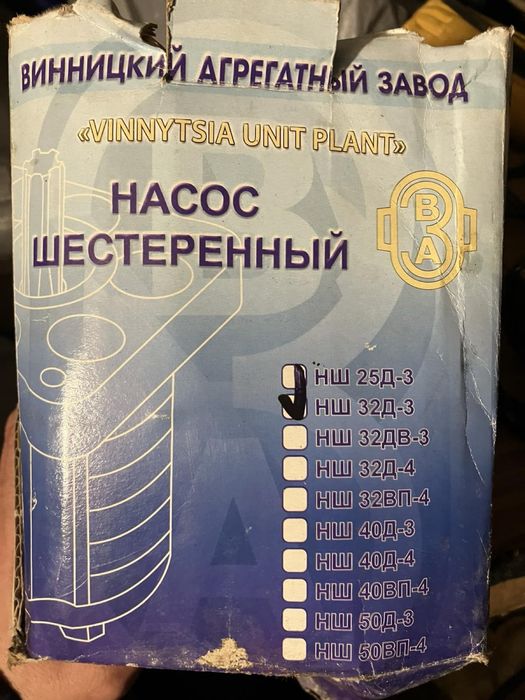 ВИННИЦКИЙ АГРЕГАТНЫЙ ЗАВОД
«VINNYTSIA UNIT PLANT»
НАСОС
ШЕСТЕРЕННЫЙ
В
А
НШ 25Д-3
НШ 32Д-3
НШ 32ДВ-3
НШ 32Д-4
НШ 32ВП-4
НШ 40Д-3
НШ 40Д-4
НШ 40ВП-4
НШ 50Д-3
НШ 50ВП-4